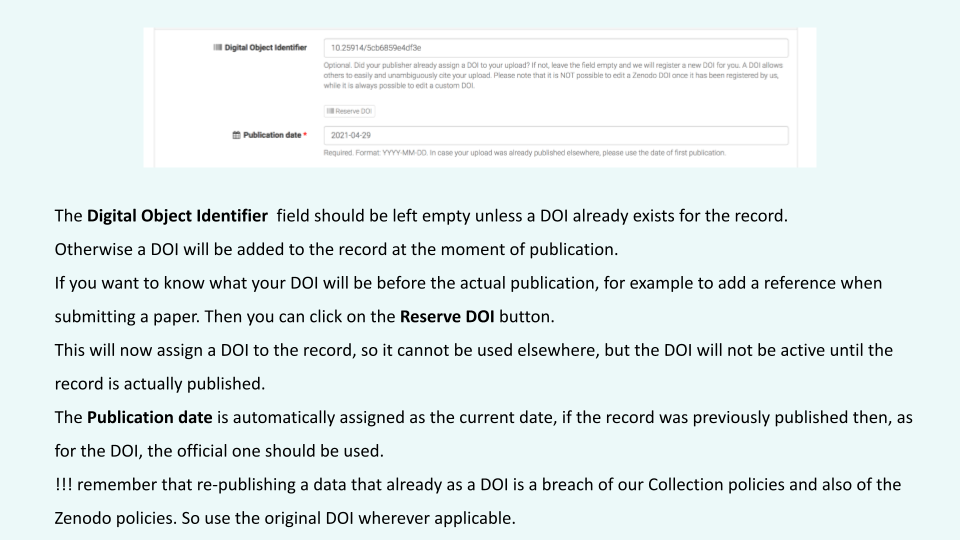 Digital Object Identifier
10.25914/5cb6859e4df3e
Optional. Did your publisher already assign a DOI to your upload? If not, leave the field empty and we will register a new DOI for you. A DOI allows
others to easily and unambiguously cite your upload. Please note that it is NOT possible to edit a Zenodo DOI once it has been registered by us,
while it is always possible to edit a custom DOI.
Reserve DOI
Publication date *
2021-04-29
Required. Format: YYYY-MM-DD. In case your upload was already published elsewhere, please use the date of first publication.
The Digital Object Identifier field should be left empty unless a DOI already exists for the record.
Otherwise a DOI will be added to the record at the moment of publication.
If you want to know what your DOI will be before the actual publication, for example to add a reference when
submitting a paper. Then you can click on the Reserve DOI button.
This will now assign a DOI to the record, so it cannot be used elsewhere, but the DOI will not be active until the
record is actually published.
The Publication date is automatically assigned as the current date, if the record was previously published then, as
for the DOI, the official one should be used.
!!! remember that re-publishing a data that already as a DOI is a breach of our Collection policies and also of the
Zenodo policies. So use the original DOI wherever applicable.